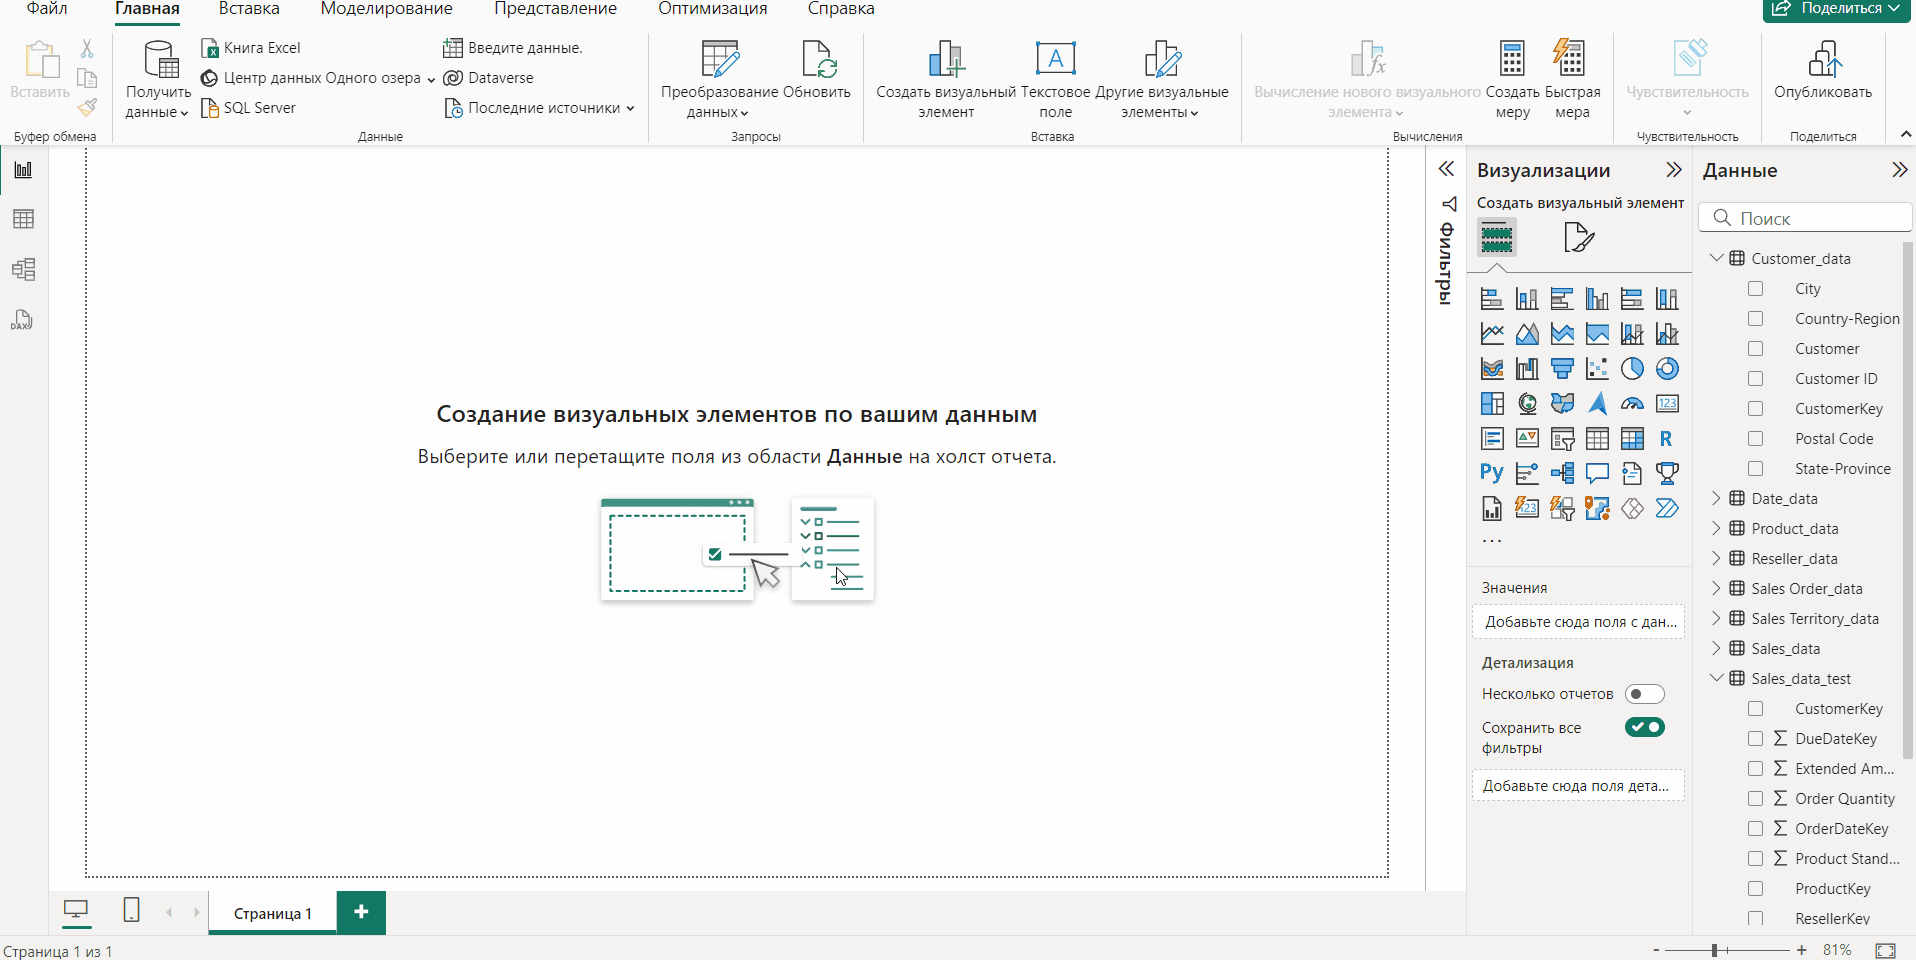 Файл
Главная
Вставка
Моделирование
Представление
Оптимизация
Справка
Поделиться
Вставить
Буфер обмена
Получить
данные
Книга Excel
Центр данных Одного озера
SQL Server
Введите данные.
Dataverse
Последние источники
Данные
Преобразование
данных
Обновить
Запросы
Создать визуальный
элемент
Текстовое
поле
Другие визуальные
элементы
Вставка
Вычисление нового визуального
элемента
Создать
меру
Быстрая
мера
Вычисления
Чувствительность
Чувствительность
Опубликовать
Поделиться
Создание визуальных элементов по вашим данным
Выберите или перетащите поля из области Данные на холст отчета.
Фильтры
Визуализации
Создать визуальный элемент
Значения
Добавьте сюда поля с дан...
Детализация
Несколько отчетов
Сохранить все
фильтры
Добавьте сюда поля дета...
Данные
Поиск
Customer_data
City
Country-Region
Customer
Customer ID
CustomerKey
Postal Code
State-Province
Date_data
Product_data
Reseller_data
Sales Order_data
Sales Territory_data
Sales_data
Sales_data_test
CustomerKey
DueDateKey
Extended Am...
Order Quantity
OrderDateKey
Product Stand...
ProductKey
ResellerKey
Страница 1
Страница 1 из 1
81%